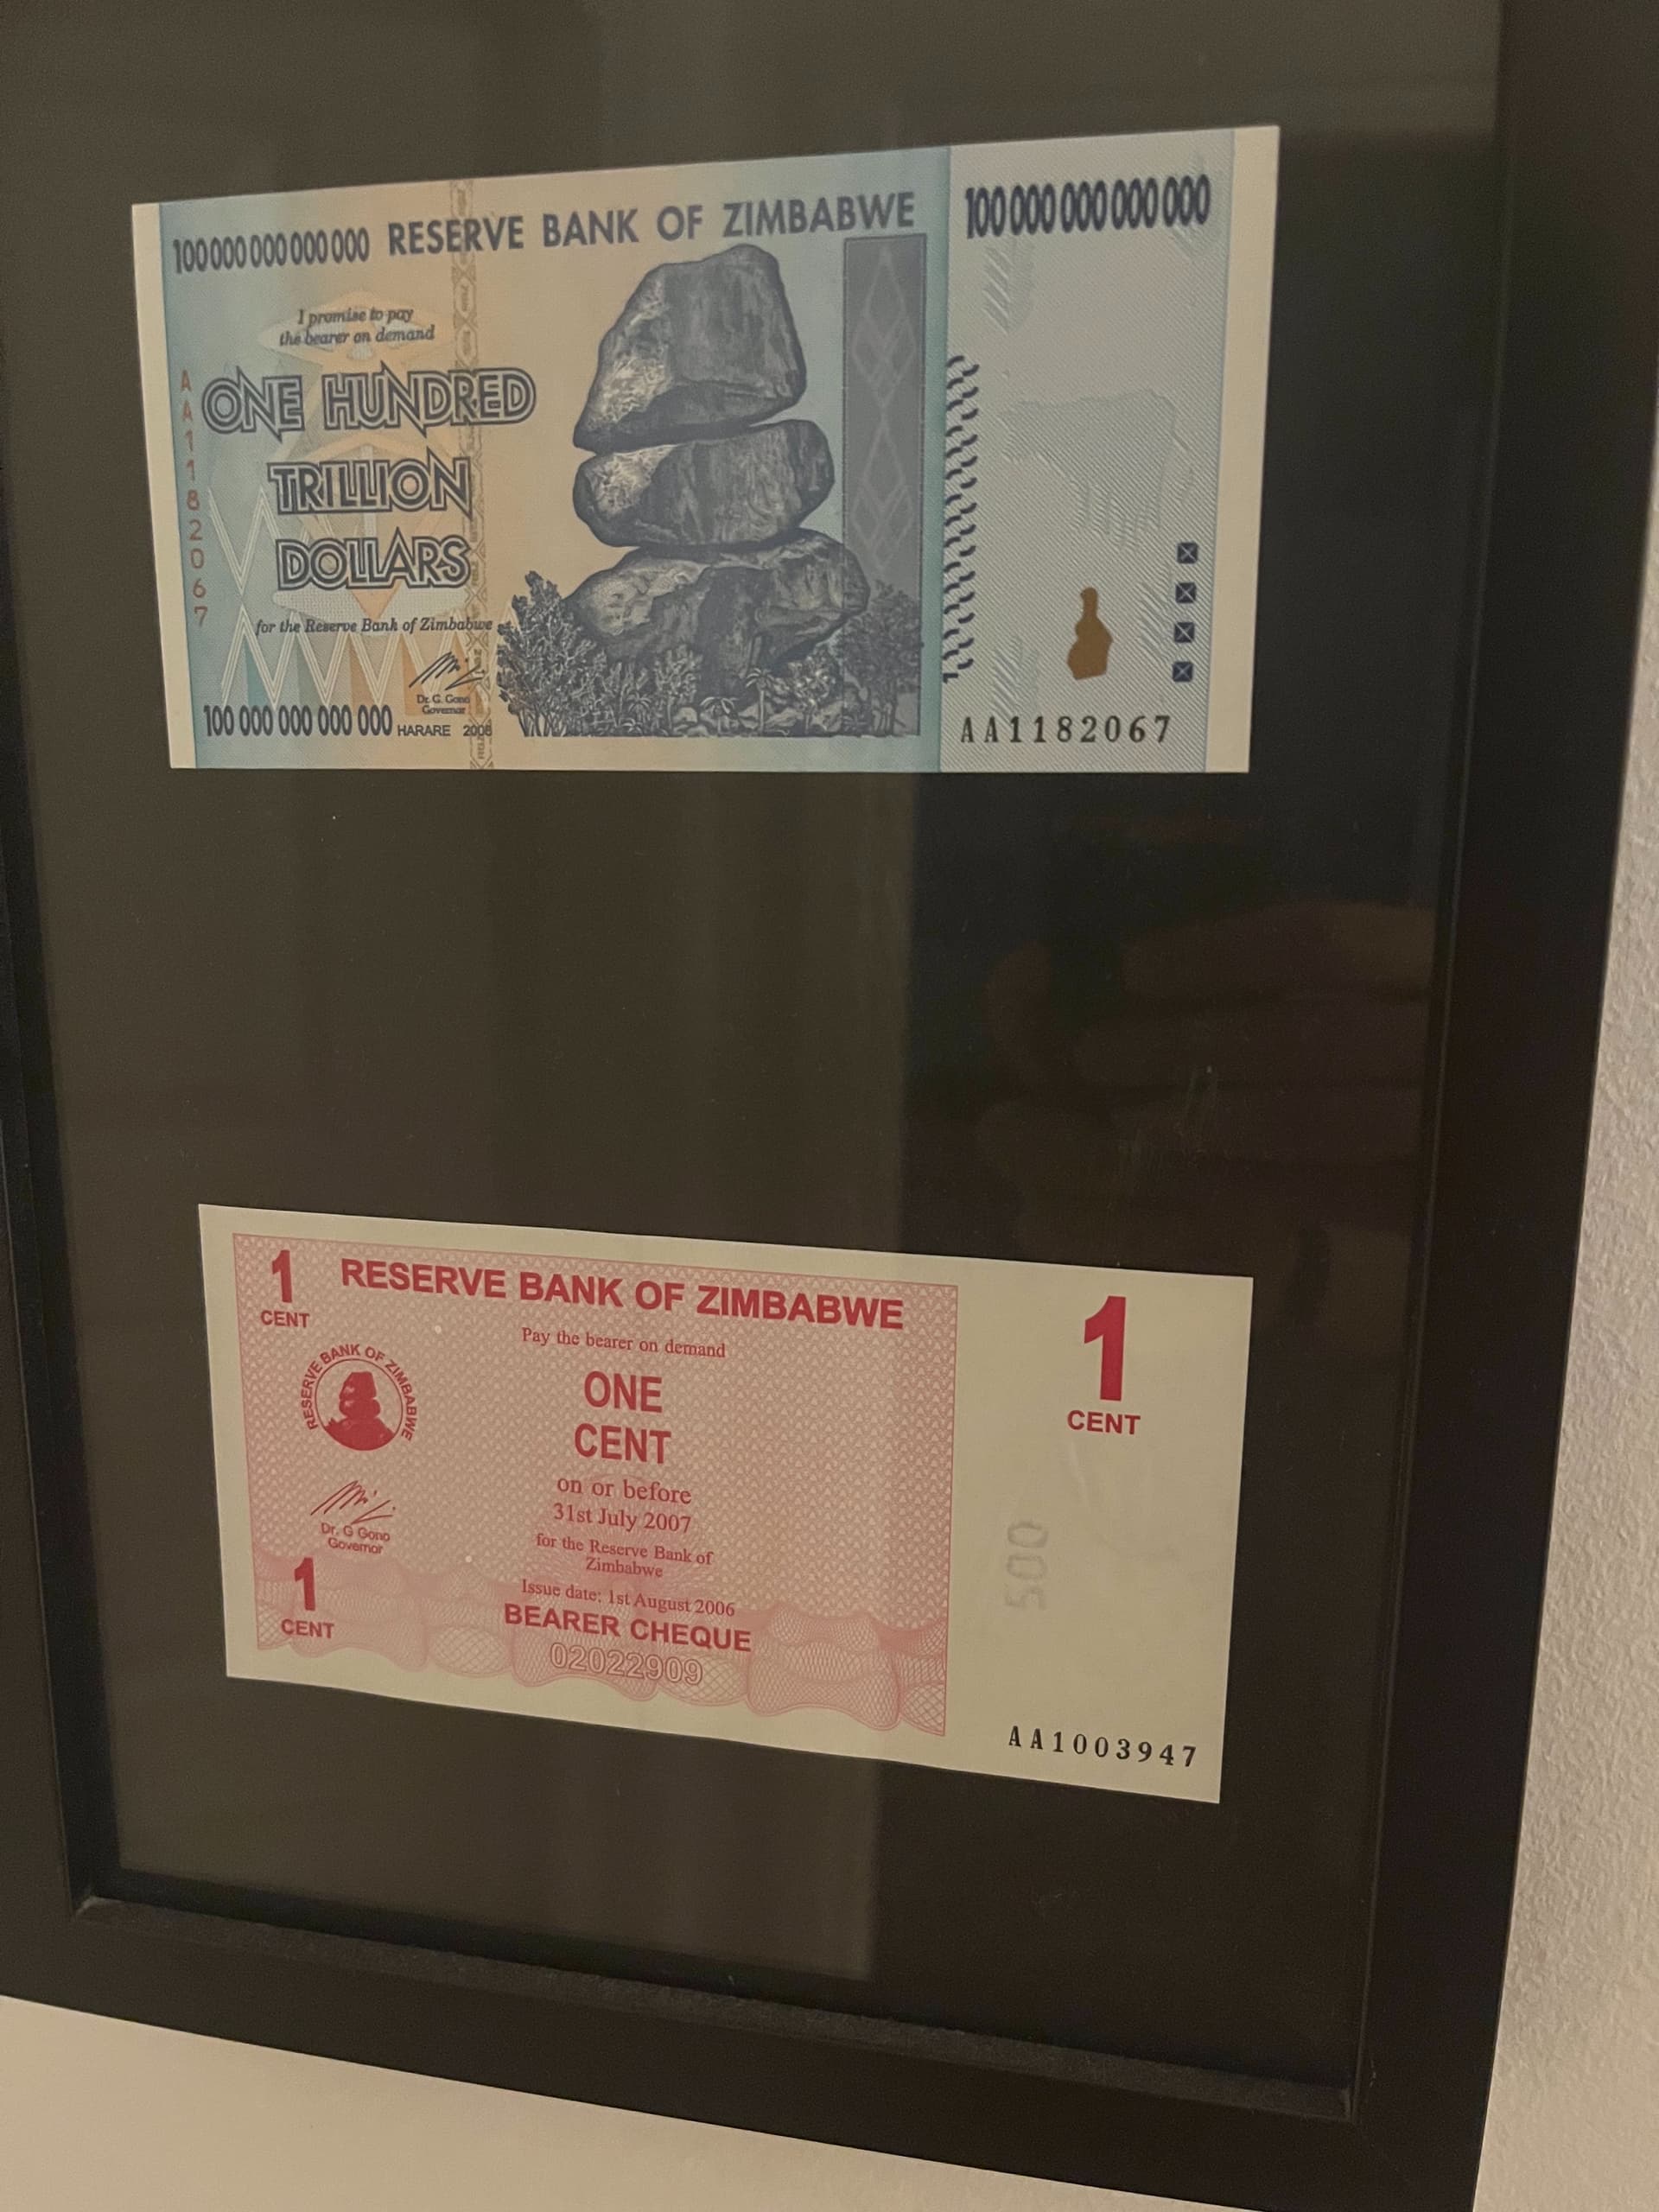 100 000 000 000 000 RESERVE BANK OF ZIMBABWE 100 000 000 000 000
I promise to pay
the bearer on demand
ONE HUNDRED
TRILLION
DOLLARS
for the Reserve Bank of Zimbabwe
Dr. G. Gono
Governor
100 000 000 000 000 HARARE 2008
AA1182067
AA1182067
1
CENT
RESERVE BANK OF ZIMBABWE
1
CENT
Pay the bearer on demand
RESERVE BANK OF ZIMBABWE
ONE
CENT
on or before
31st July 2007
for the Reserve Bank of
Zimbabwe
Dr. G Gono
Governor
500
1
CENT
Issue date: 1st August 2006
BEARER CHEQUE
02022909
AA1003947